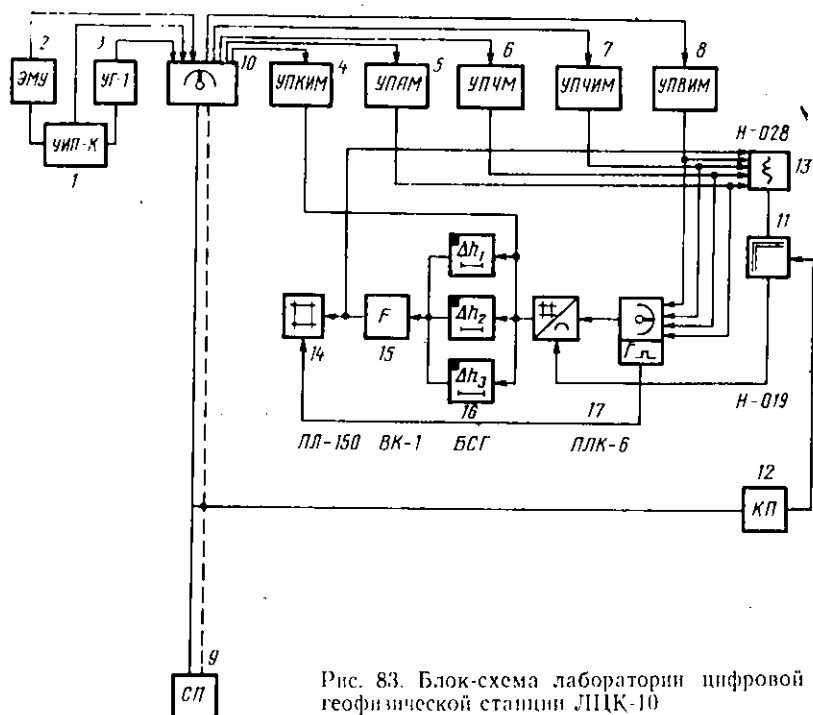 2 3 6 7 8
ЭМУ УГ-1 10 УПКИМ 4 УПАМ 5 УПЧМ УПЧИМ УПВИМ
УИП-К
1
Н-028
13
11
Δh₁
Δh₂
F
Δh₃
14 15 16 17 Н-019
ПЛ-150 ВК-1 БСГ ПЛК-6
12
КП
9
СП
Рис. 83. Блок-схема лаборатории цифровой
геофизической станции ЛЦК-10